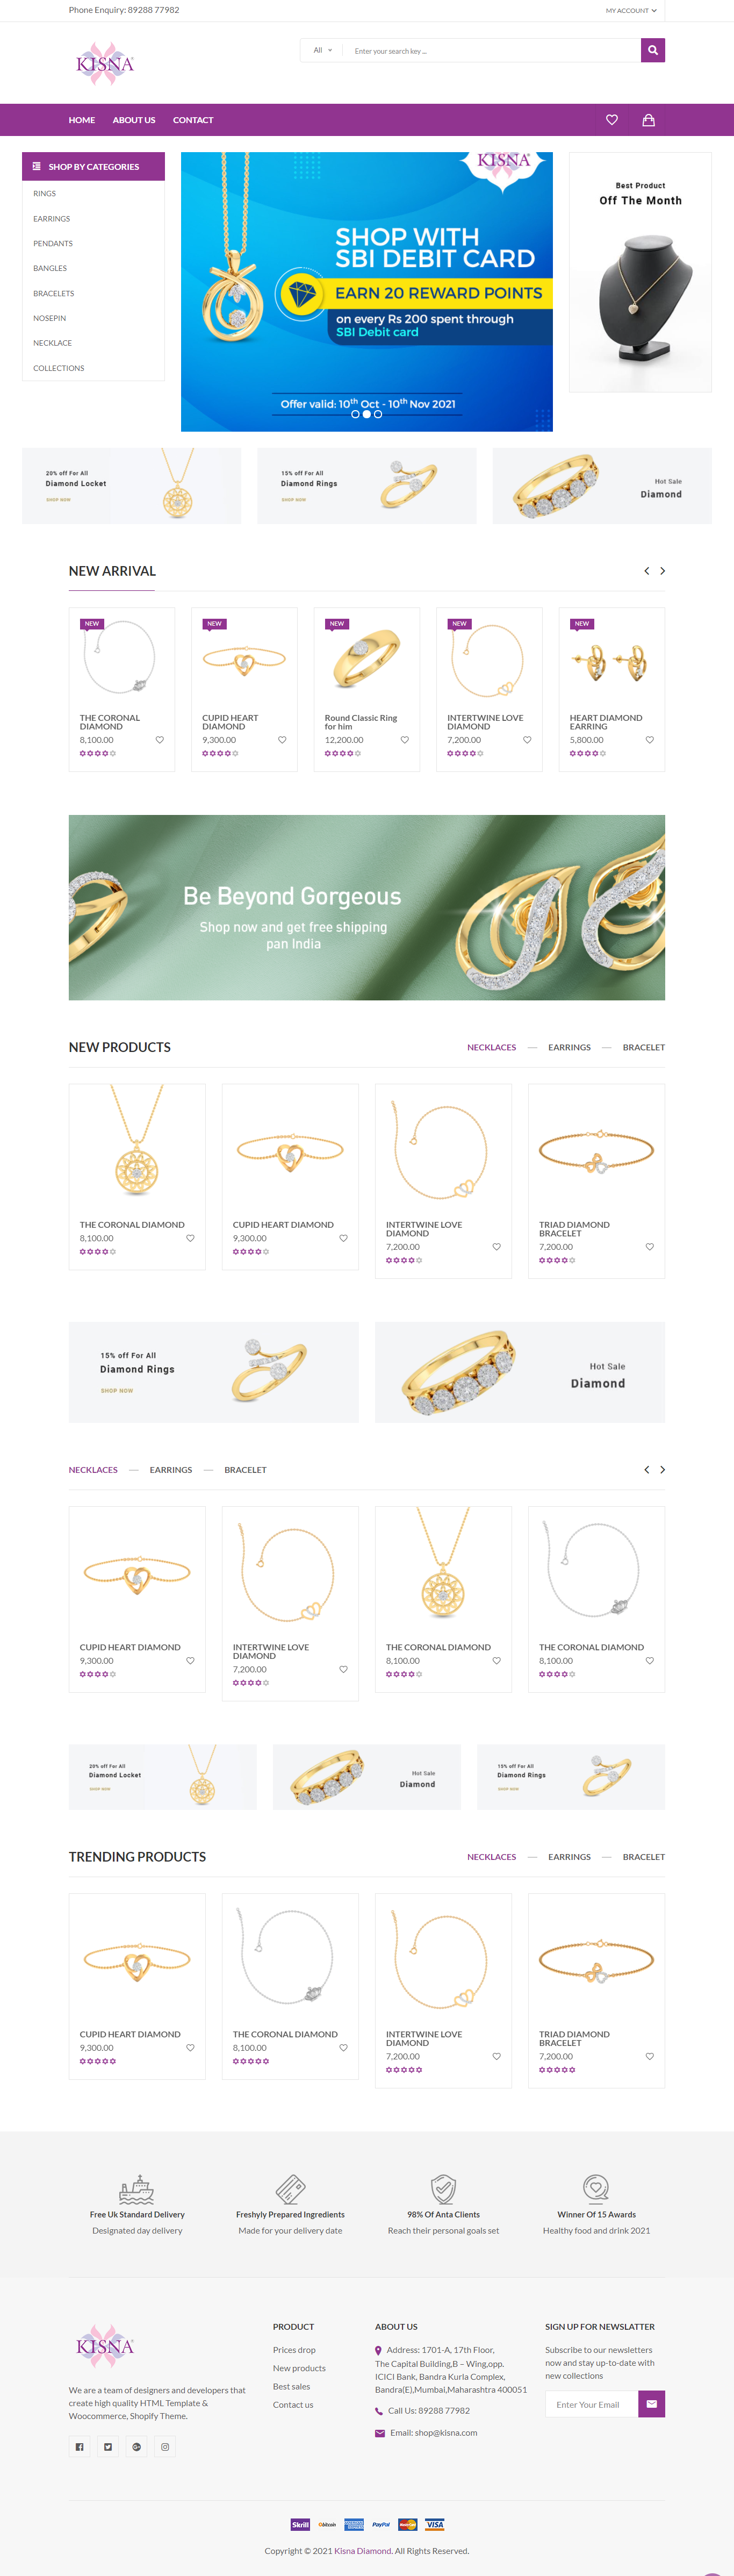 Phone Enquiry: 89288 77982
MY ACCOUNT
KISNA
All
Enter your search key ...
HOME
ABOUT US
CONTACT
SHOP BY CATEGORIES
RINGS
EARRINGS
PENDANTS
BANGLES
BRACELETS
NOSEPIN
NECKLACE
COLLECTIONS
KISNA
SHOP WITH
SBI DEBIT CARD
EARN 20 REWARD POINTS
on every Rs 200 spent through
SBI Debit card
Offer valid: 10th Oct - 10th Nov 2021
Best Product
Off The Month
20% off For All
Diamond Locket
SHOP NOW
15% off For All
Diamond Rings
SHOP NOW
Hot Sale
Diamond
NEW ARRIVAL
NEW
THE CORONAL
DIAMOND
8,100.00
NEW
CUPID HEART
DIAMOND
9,300.00
NEW
Round Classic Ring
for him
12,200.00
NEW
INTERTWINE LOVE
DIAMOND
7,200.00
NEW
HEART DIAMOND
EARRING
5,800.00
Be Beyond Gorgeous
Shop now and get free shipping
pan India
NEW PRODUCTS
NECKLACES
EARRINGS
BRACELET
THE CORONAL DIAMOND
8,100.00
CUPID HEART DIAMOND
9,300.00
INTERTWINE LOVE
DIAMOND
7,200.00
TRIAD DIAMOND
BRACELET
7,200.00
15% off For All
Diamond Rings
SHOP NOW
Hot Sale
Diamond
NECKLACES
EARRINGS
BRACELET
CUPID HEART DIAMOND
9,300.00
INTERTWINE LOVE
DIAMOND
7,200.00
THE CORONAL DIAMOND
8,100.00
THE CORONAL DIAMOND
8,100.00
20% off For All
Diamond Locket
SHOP NOW
Hot Sale
Diamond
15% off For All
Diamond Rings
SHOP NOW
TRENDING PRODUCTS
NECKLACES
EARRINGS
BRACELET
CUPID HEART DIAMOND
9,300.00
THE CORONAL DIAMOND
8,100.00
INTERTWINE LOVE
DIAMOND
7,200.00
TRIAD DIAMOND
BRACELET
7,200.00
Free Uk Standard Delivery
Designated day delivery
Freshyly Prepared Ingredients
Made for your delivery date
98% Of Anta Clients
Reach their personal goals set
Winner Of 15 Awards
Healthy food and drink 2021
KISNA
We are a team of designers and developers that
create high quality HTML Template &
Woocommerce, Shopify Theme.
PRODUCT
Prices drop
New products
Best sales
Contact us
ABOUT US
Address: 1701-A, 17th Floor,
The Capital Building,B – Wing,opp.
ICICI Bank, Bandra Kurla Complex,
Bandra(E),Mumbai,Maharashtra 400051
Call Us: 89288 77982
Email: shop@kisna.com
SIGN UP FOR NEWSLATTER
Subscribe to our newsletters
now and stay up-to-date with
new collections
Enter Your Email
Skrill
bitcoin
PayPal
MasterCard
VISA
Copyright © 2021 Kisna Diamond. All Rights Reserved.